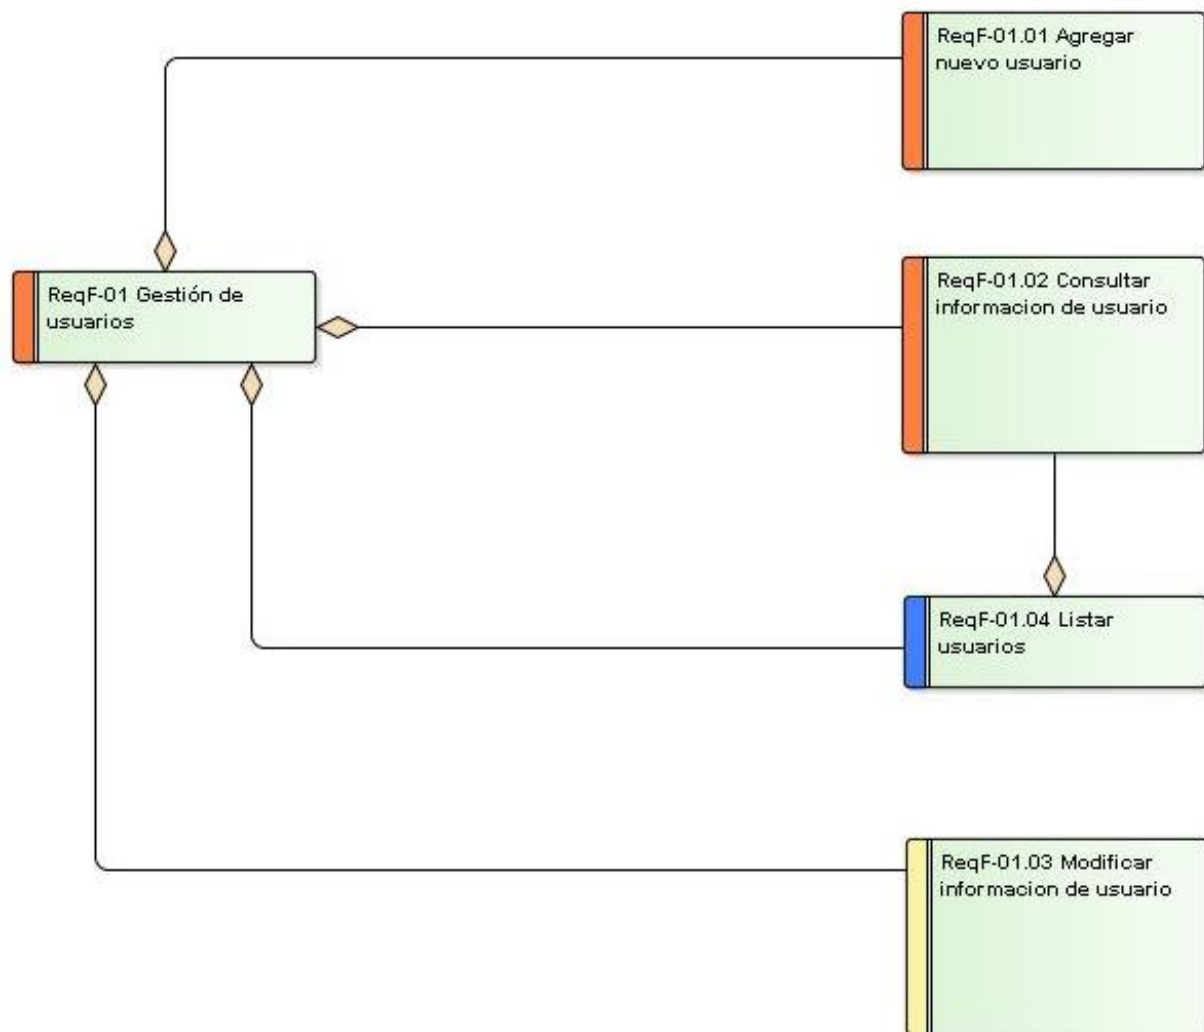 ReqF-01.01 Agregar
nuevo usuario
ReqF-01 Gestión de
usuarios
ReqF-01.02 Consultar
informacion de usuario
ReqF-01.04 Listar
usuarios
ReqF-01.03 Modificar
informacion de usuario